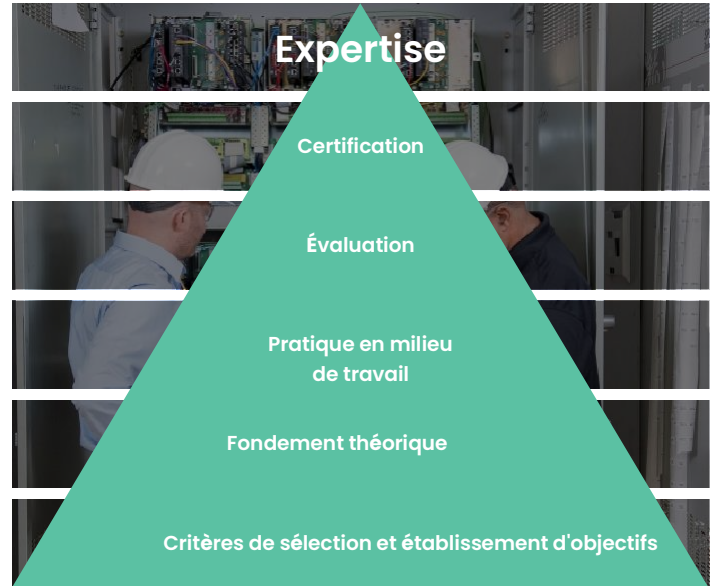 Expertise
Certification
Évaluation
Pratique en milieu
de travail
Fondement théorique
Critères de sélection et établissement d'objectifs